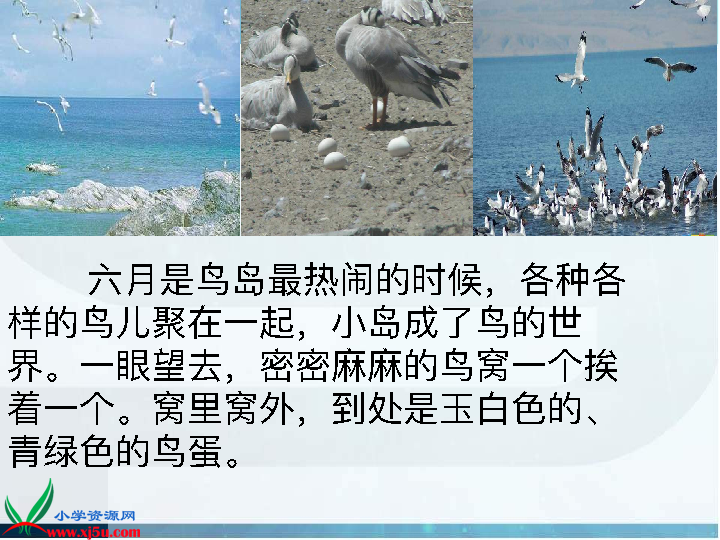 六月是鸟岛最热闹的时候，各种各
样的鸟儿聚在一起，小岛成了鸟的世
界。一眼望去，密密麻麻的鸟窝一个挨
着一个。窝里窝外，到处是玉白色的、
青绿色的鸟蛋。
小学资源网
www.xj5u.com